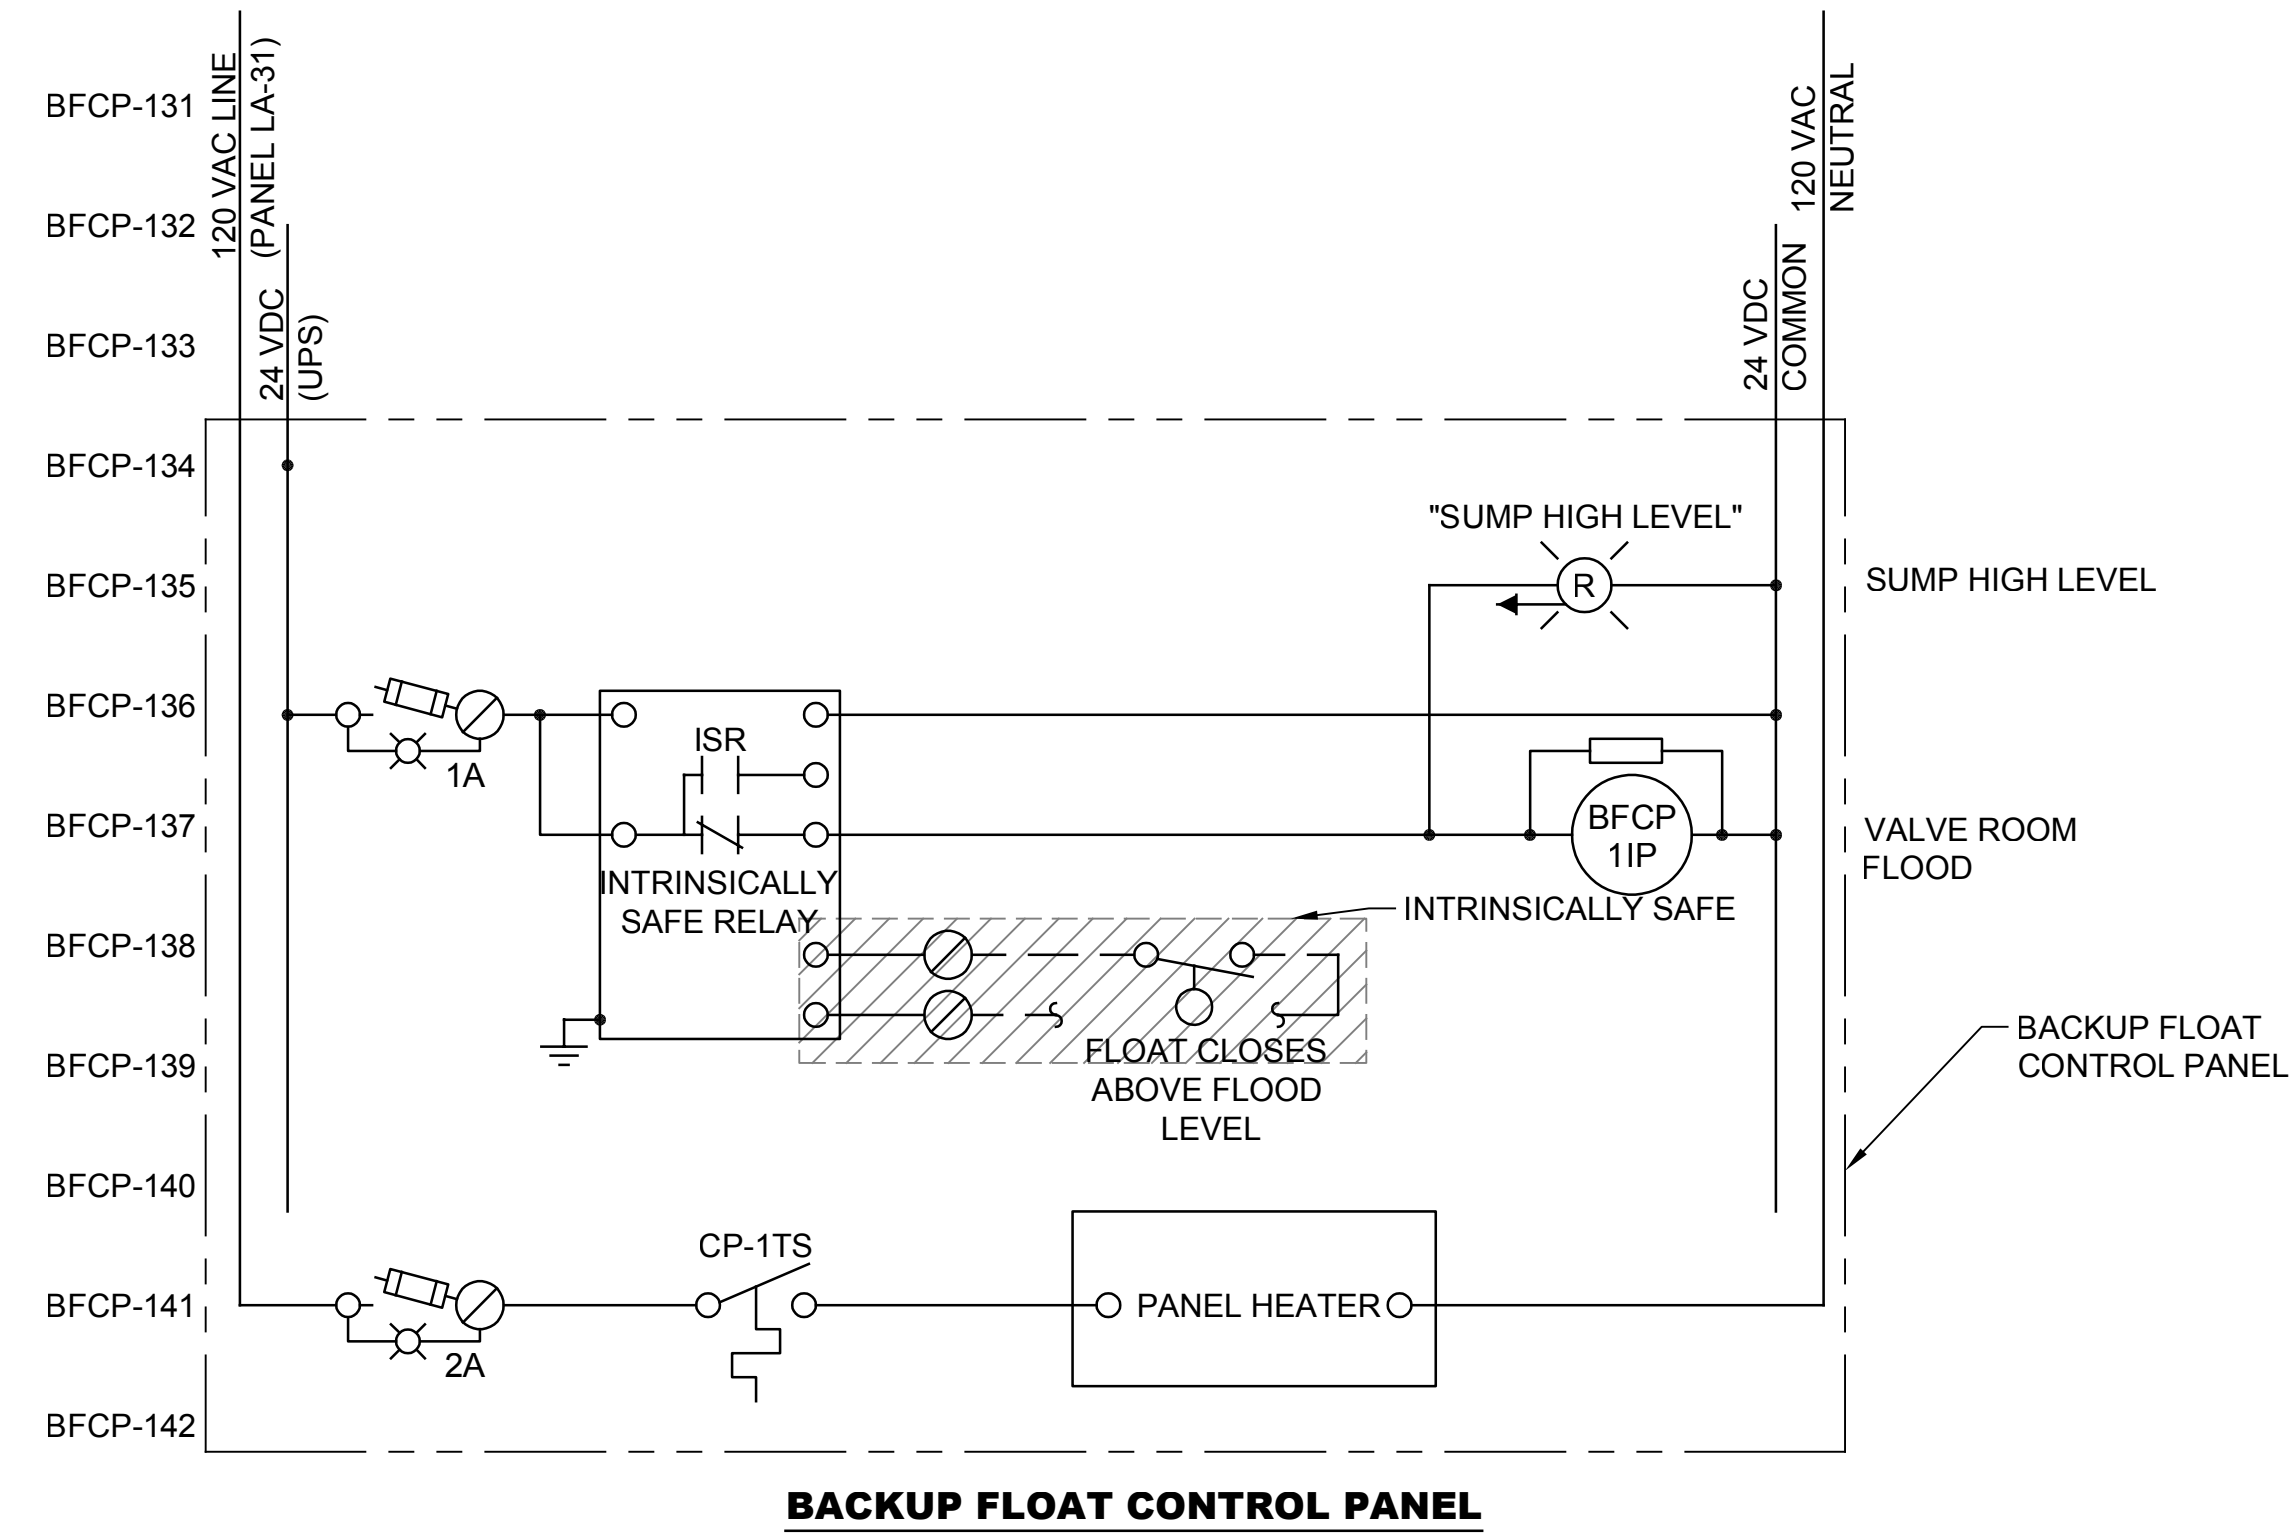 120 VAC LINE
(PANEL LA-31)
120 VAC
NEUTRAL
24 VDC
(UPS)
24 VDC
COMMON
BFCP-131
BFCP-132
BFCP-133
BFCP-134
"SUMP HIGH LEVEL"
BFCP-135
R
SUMP HIGH LEVEL
BFCP-136
ISR
1A
BFCP-137
BFCP
1IP
VALVE ROOM
FLOOD
INTRINSICALLY
SAFE RELAY
INTRINSICALLY SAFE
BFCP-138
BFCP-139
FLOAT CLOSES
ABOVE FLOOD
LEVEL
BACKUP FLOAT
CONTROL PANEL
BFCP-140
CP-1TS
BFCP-141
PANEL HEATER
2A
BFCP-142
BACKUP FLOAT CONTROL PANEL